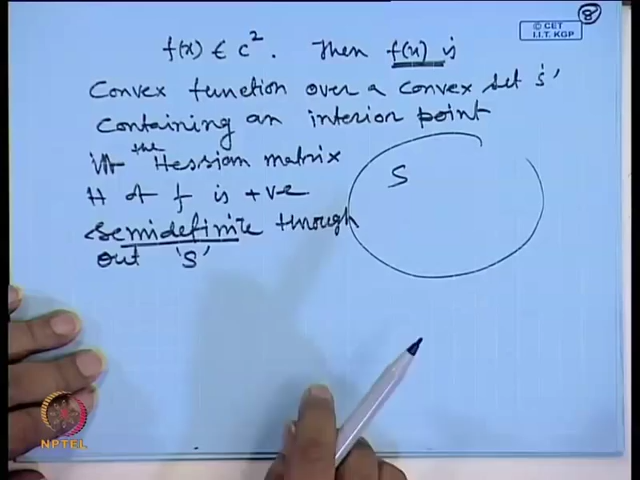 8
© CET
I.I.T. KGP
f(x) ∈ c². Then f(x) is
Convex function over a convex set 's'
containing an interior point
iff the Hessian matrix
H of f is +ve
semidefinite through
out 's'
S
NPTEL